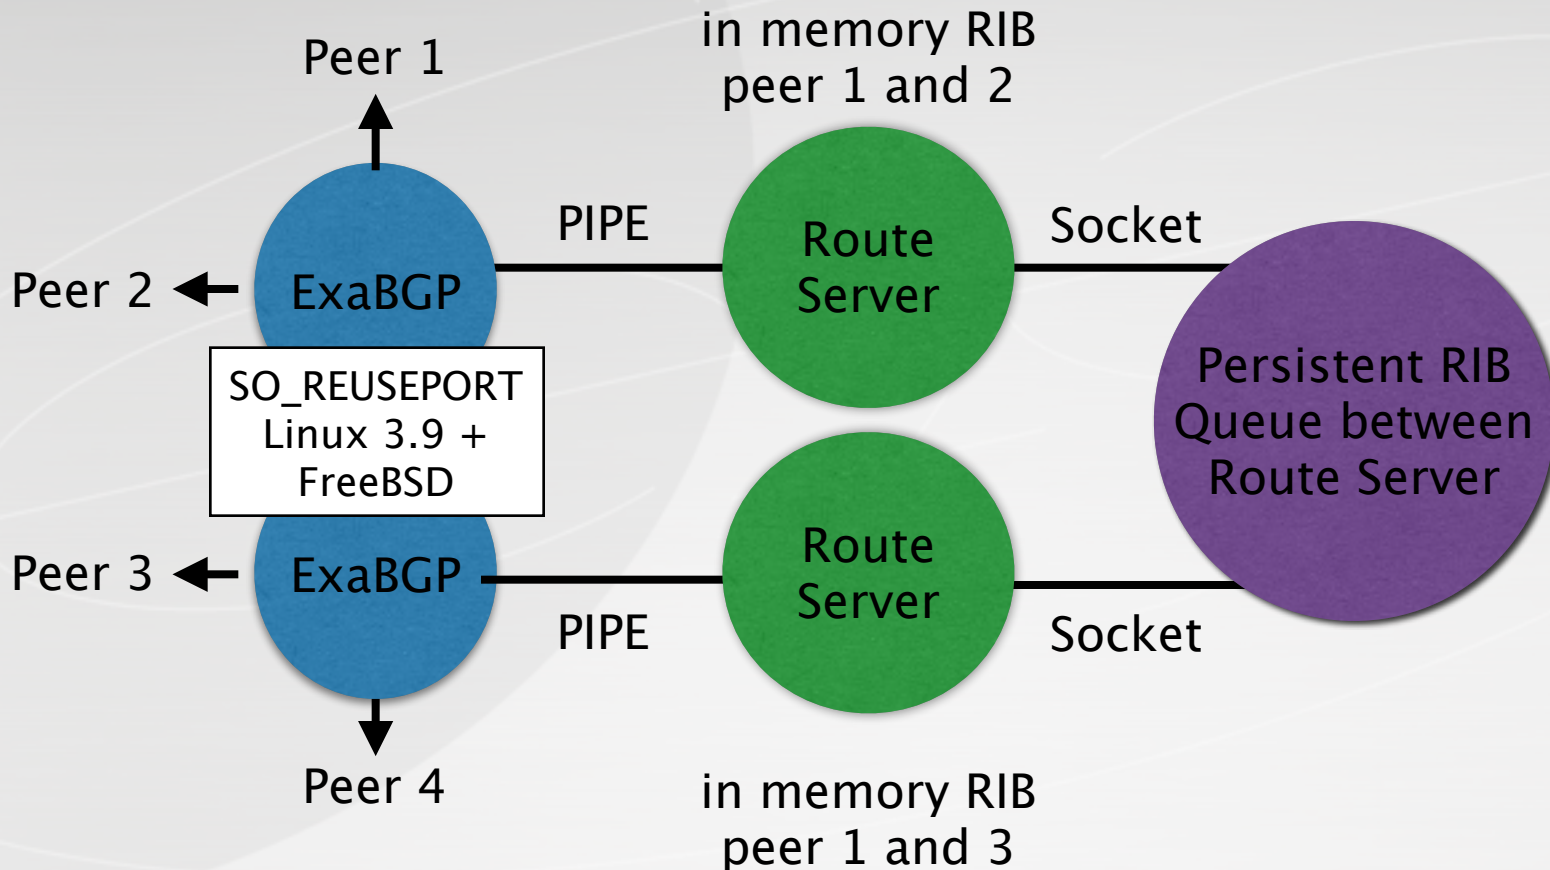 in memory RIB
peer 1 and 2
Peer 1
PIPE
Route
Server
Socket
Peer 2
ExaBGP
SO_REUSEPORT
Linux 3.9 +
FreeBSD
Persistent RIB
Queue between
Route Server
Peer 3
ExaBGP
PIPE
Route
Server
Socket
Peer 4
in memory RIB
peer 1 and 3